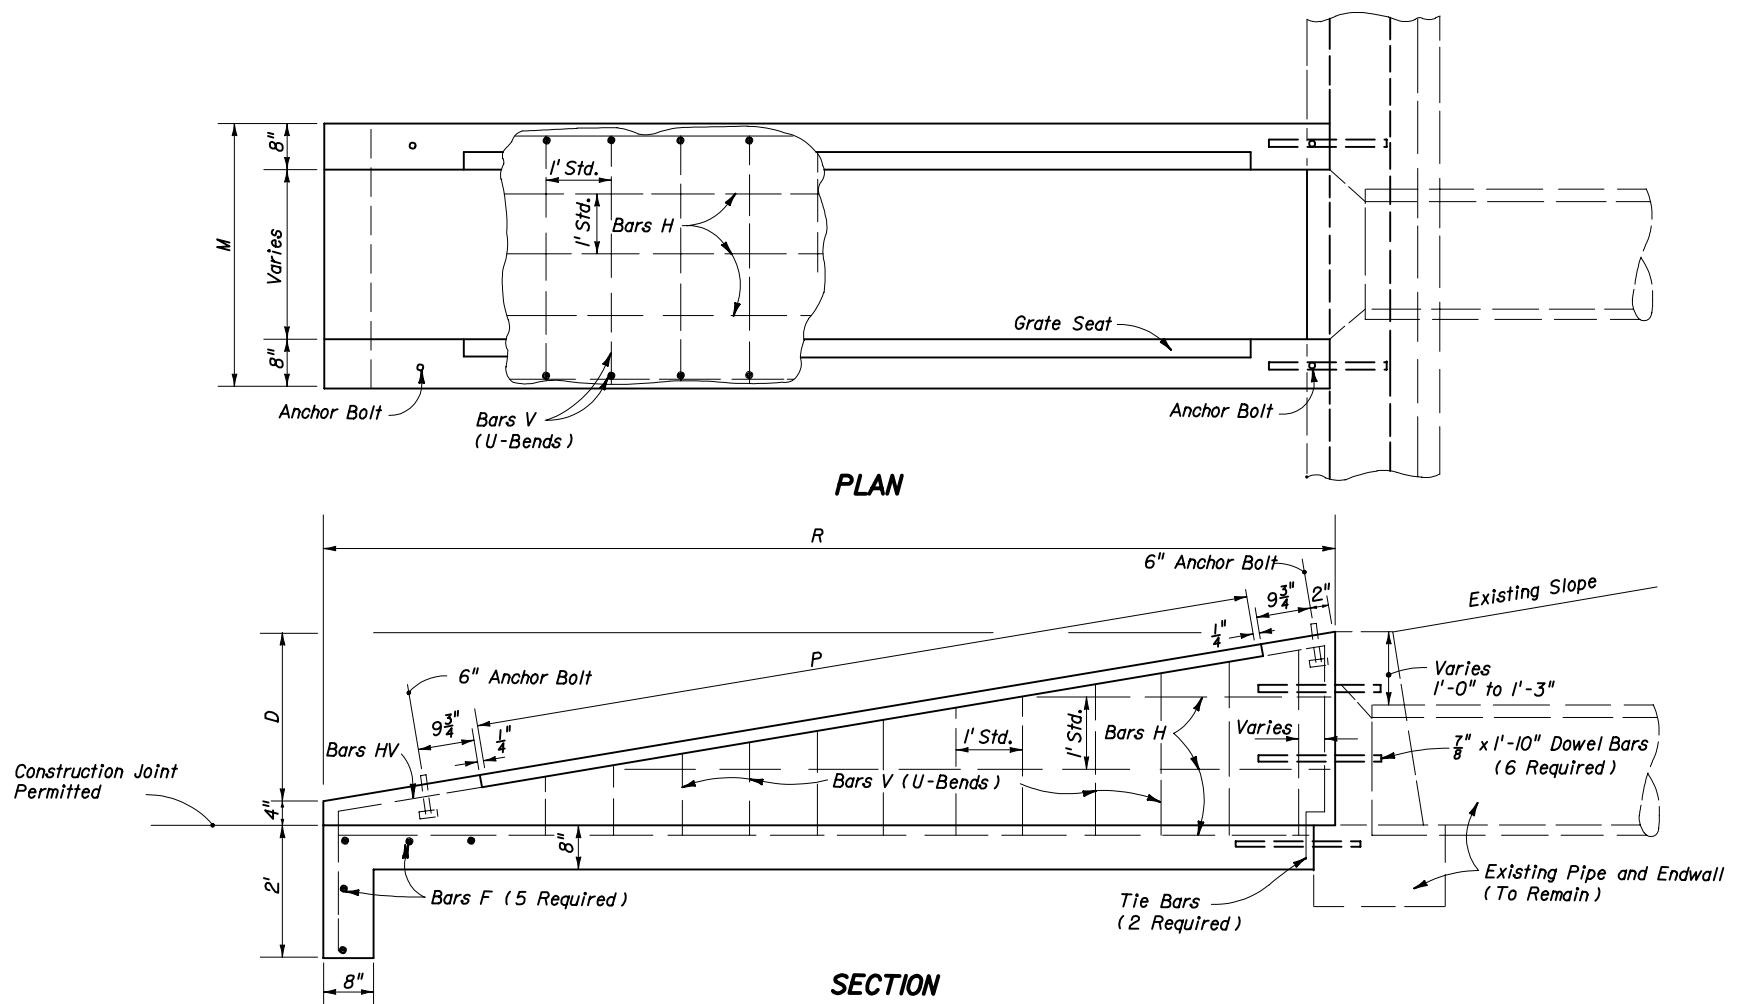 8"
1' Std.
1' Std.
Bars H
M
Varies
Grate Seat
8"
Anchor Bolt
Bars V
(U-Bends)
Anchor Bolt
PLAN
R
6" Anchor Bolt
9 3/4"
2"
Existing Slope
1/4"
P
6" Anchor Bolt
Varies
1'-0" to 1'-3"
D
9 3/4"
1/4"
Bars HV
1' Std.
1' Std.
Bars H
Varies
7/8" x 1'-10" Dowel Bars
(6 Required)
Construction Joint
Permitted
Bars V (U-Bends)
4"
8"
2'
Bars F (5 Required)
Existing Pipe and Endwall
(To Remain)
Tie Bars
(2 Required)
8"
SECTION